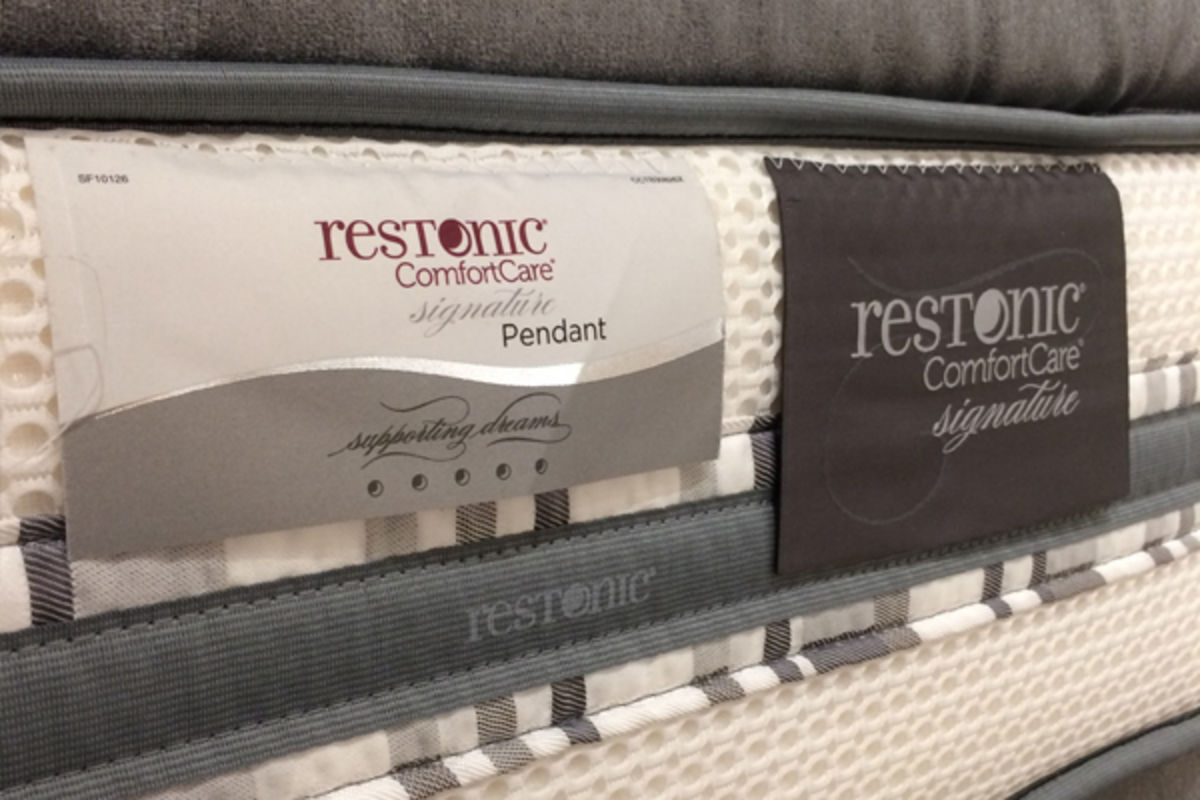 SF10126
RESTONIC®
ComfortCare®
signature
Pendant
supporting dreams
RESTONIC®
ComfortCare®
signature
RESTONIC®